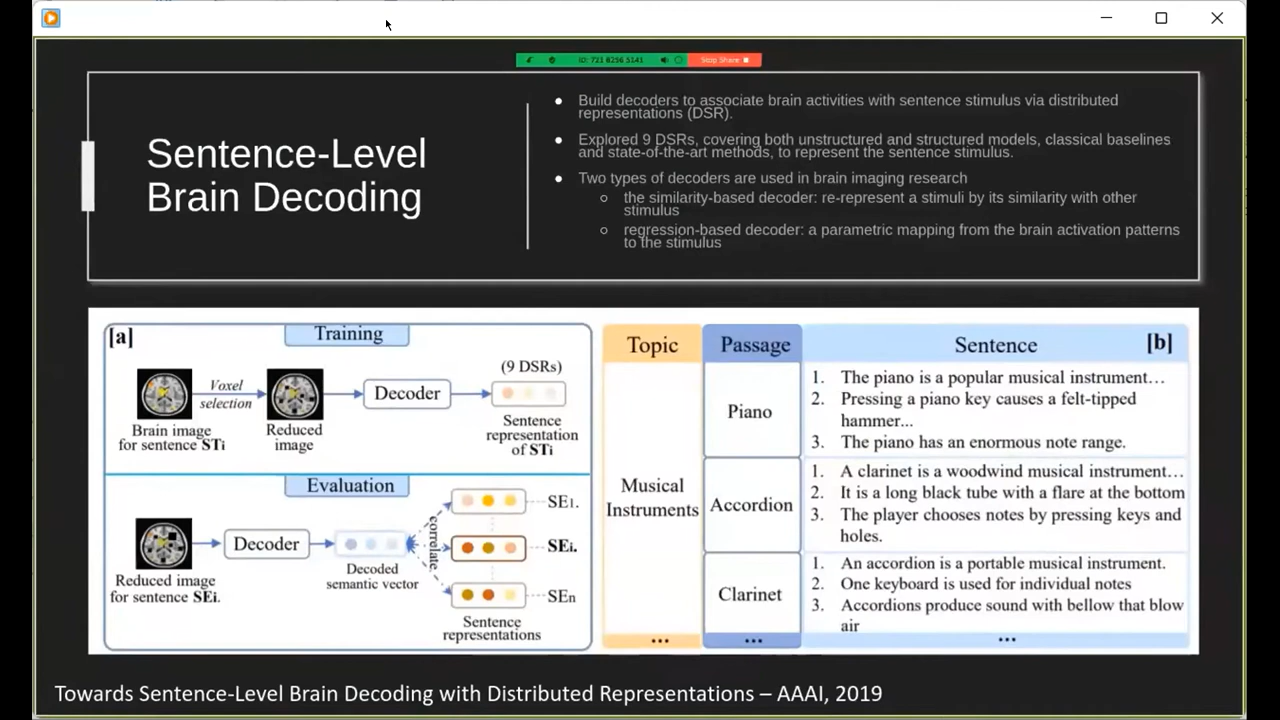 ID: 721 8256 5141
Stop Share
Sentence-Level
Brain Decoding
● Build decoders to associate brain activities with sentence stimulus via distributed
representations (DSR).
● Explored 9 DSRs, covering both unstructured and structured models, classical baselines
and state-of-the-art methods, to represent the sentence stimulus.
● Two types of decoders are used in brain imaging research
○ the similarity-based decoder: re-represent a stimuli by its similarity with other
stimulus
○ regression-based decoder: a parametric mapping from the brain activation patterns
to the stimulus
[a]
Training
Voxel
selection
Decoder
(9 DSRs)
Brain image
for sentence STi
Reduced
image
Sentence
representation
of STi
Evaluation
Decoder
correlate
SE1.
SEi.
SEn
Reduced image
for sentence SEi.
Decoded
semantic vector
Sentence
representations
Topic
Passage
Sentence
[b]
Musical
Instruments
Piano
1. The piano is a popular musical instrument…
2. Pressing a piano key causes a felt-tipped
hammer...
3. The piano has an enormous note range.
Accordion
1. A clarinet is a woodwind musical instrument…
2. It is a long black tube with a flare at the bottom
3. The player chooses notes by pressing keys and
holes.
Clarinet
1. An accordion is a portable musical instrument.
2. One keyboard is used for individual notes
3. Accordions produce sound with bellow that blow
air
... ... ...
Towards Sentence-Level Brain Decoding with Distributed Representations – AAAI, 2019